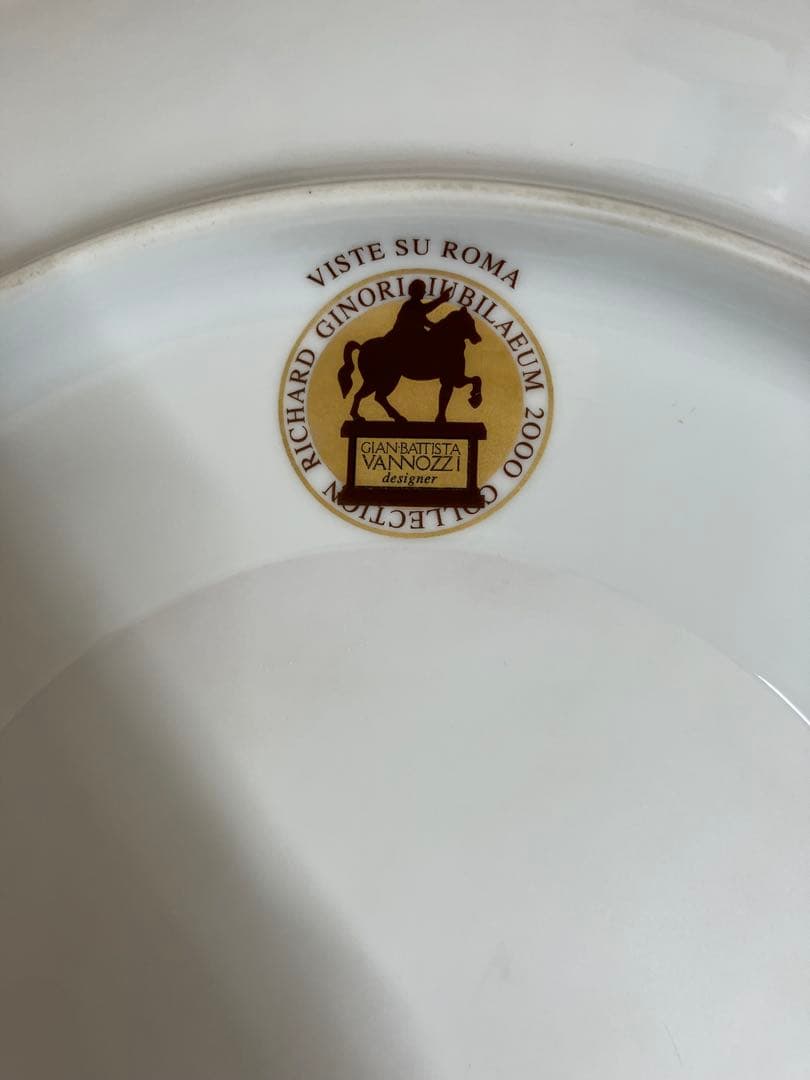 VISTE SU ROMA
RICHARD GINORI IUBILAEUM 2000 COLLECTION
GIAN·BATTISTA
VANNOZZI
designer